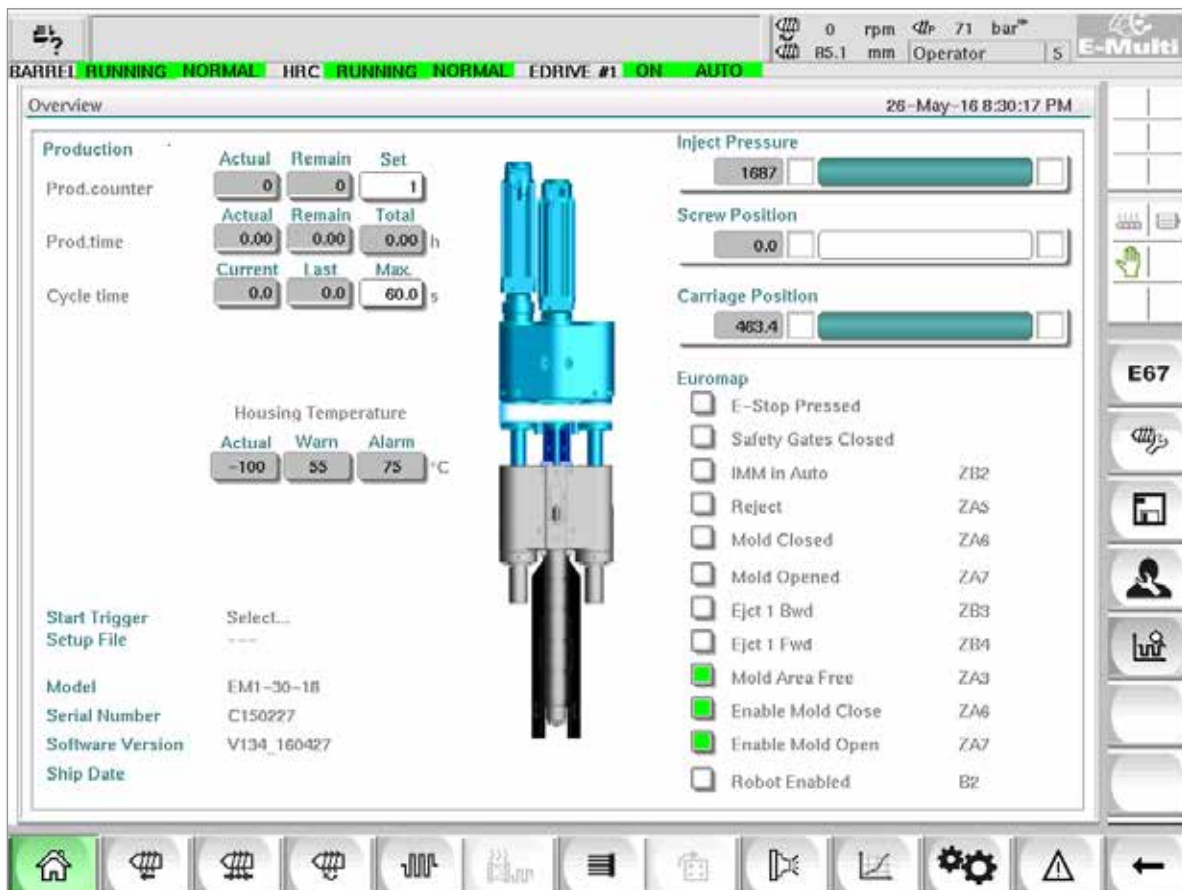 0 rpm P 71 bar
85.1 mm Operator 5
E-Multi
BARREL RUNNING NORMAL HRC RUNNING NORMAL EDRIVE #1 ON AUTO
Overview 26-May-16 8:30:17 PM
Production
Actual Remain Set
Prod.counter 0 0 1
Actual Remain Total
Prod.time 0.00 0.00 0.00 h
Current Last Max.
Cycle time 0.0 0.0 60.0 s
Housing Temperature
Actual Warn Alarm
-100 55 75 °C
Start Trigger Select...
Setup File ---
Model EM1-30-18
Serial Number C150227
Software Version V134_160427
Ship Date
Inject Pressure
1687
Screw Position
0.0
Carriage Position
463.4
Euromap
E-Stop Pressed
Safety Gates Closed
IMM in Auto ZB2
Reject ZA5
Mold Closed ZA6
Mold Opened ZA7
Ejct 1 Bwd ZB3
Ejct 1 Fwd ZB4
Mold Area Free ZA3
Enable Mold Close ZA6
Enable Mold Open ZA7
Robot Enabled B2
E67